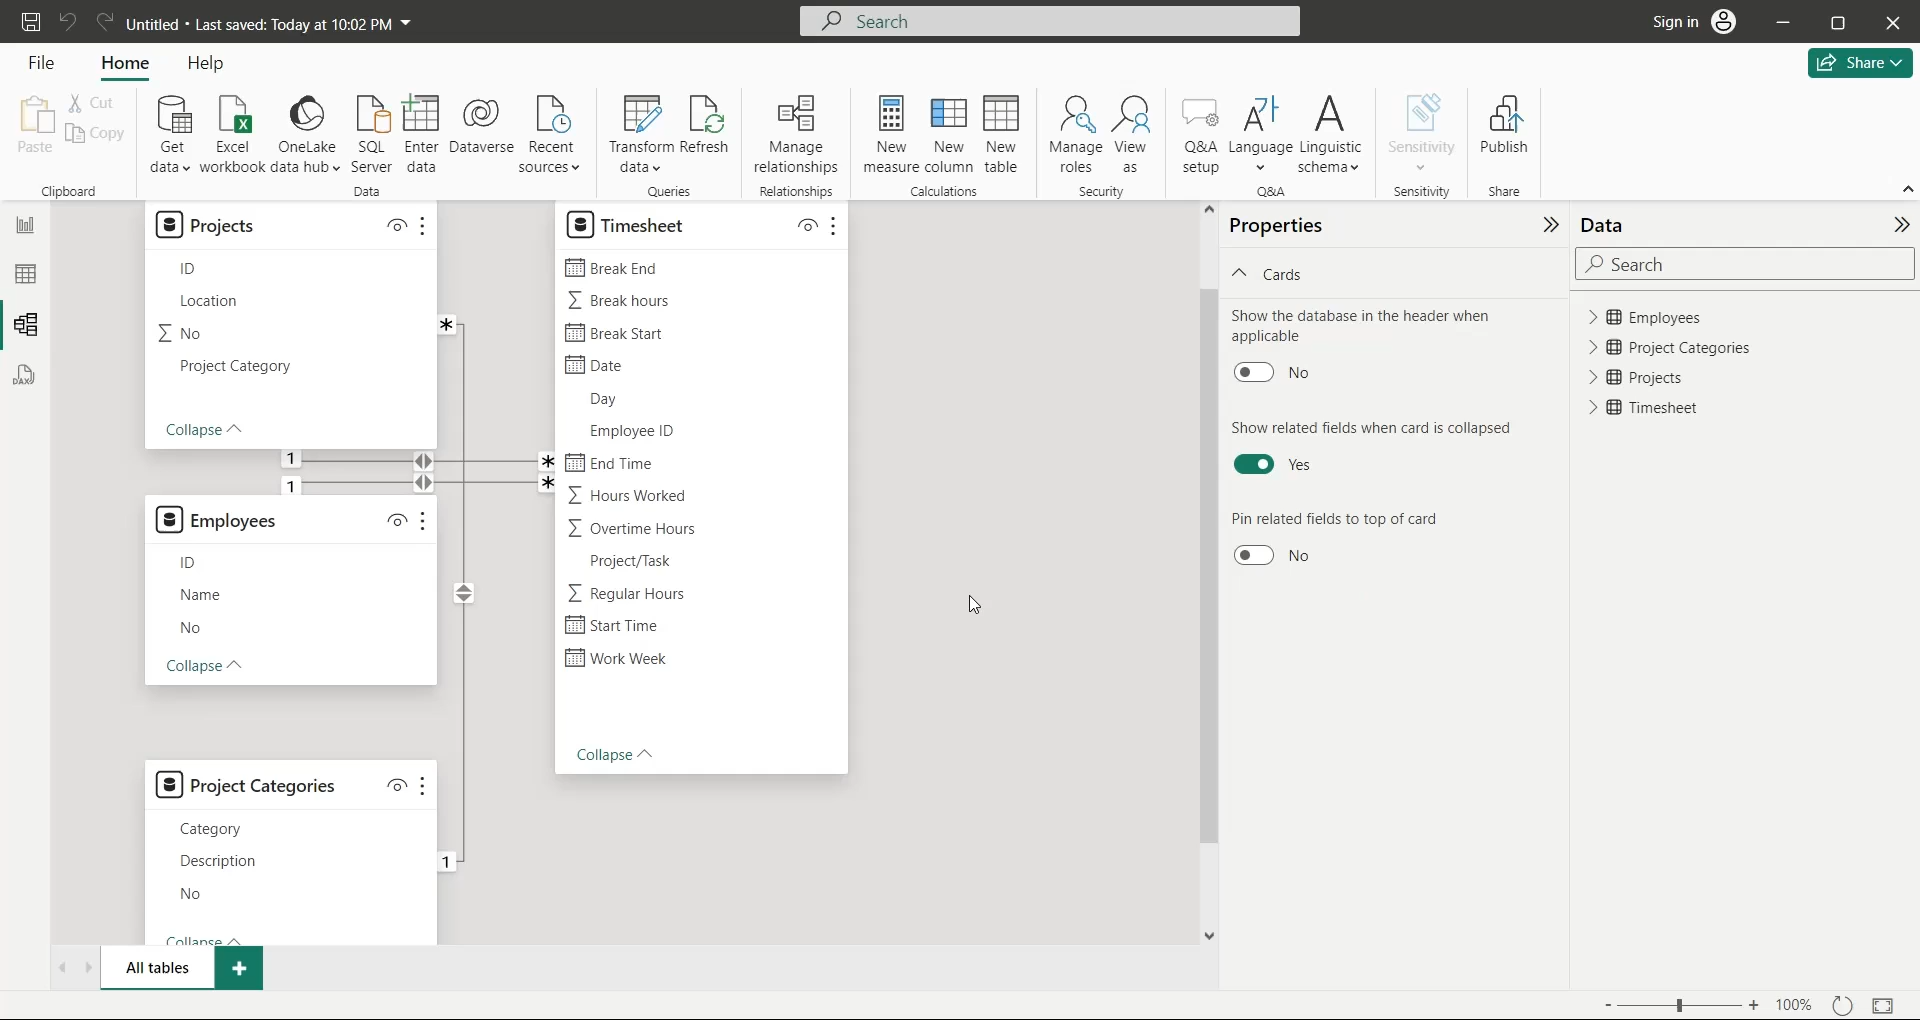 Untitled • Last saved: Today at 10:02 PM
Search
Sign in
File
Home
Help
Share
Paste
Cut
Copy
Clipboard
Get
data
Excel
workbook
OneLake
data hub
SQL
Server
Enter
data
Dataverse
Recent
sources
Data
Transform
data
Refresh
Queries
Manage
relationships
Relationships
New
measure
New
column
New
table
Calculations
Manage
roles
View
as
Security
Q&A
setup
Language
Linguistic
schema
Q&A
Sensitivity
Sensitivity
Publish
Share
DAX
Projects
ID
Location
∑ No
Project Category
Collapse
*
1
1
*
*
Employees
ID
Name
No
Collapse
Project Categories
Category
Description
No
Collapse
1
Timesheet
Break End
∑ Break hours
Break Start
Date
Day
Employee ID
End Time
∑ Hours Worked
∑ Overtime Hours
Project/Task
∑ Regular Hours
Start Time
Work Week
Collapse
Properties
Cards
Show the database in the header when
applicable
No
Show related fields when card is collapsed
Yes
Pin related fields to top of card
No
Data
Search
Employees
Project Categories
Projects
Timesheet
All tables
+
- + 100%